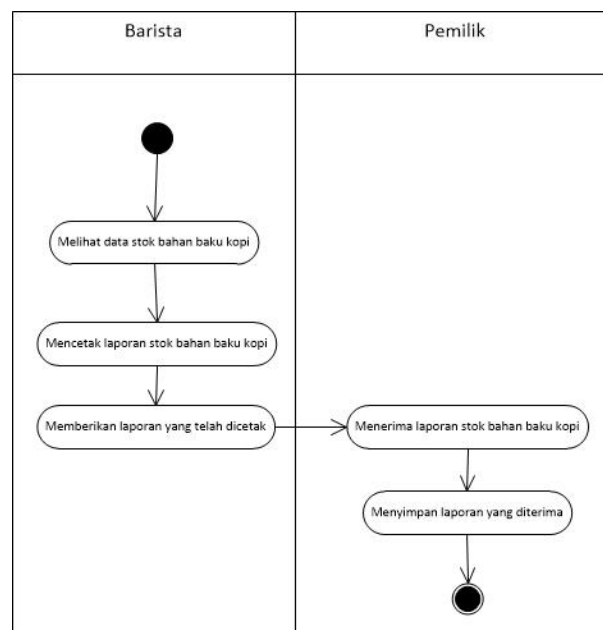 Barista
Pemilik
Melihat data stok bahan baku kopi
Mencetak laporan stok bahan baku kopi
Memberikan laporan yang telah dicetak
Menerima laporan stok bahan baku kopi
Menyimpan laporan yang diterima